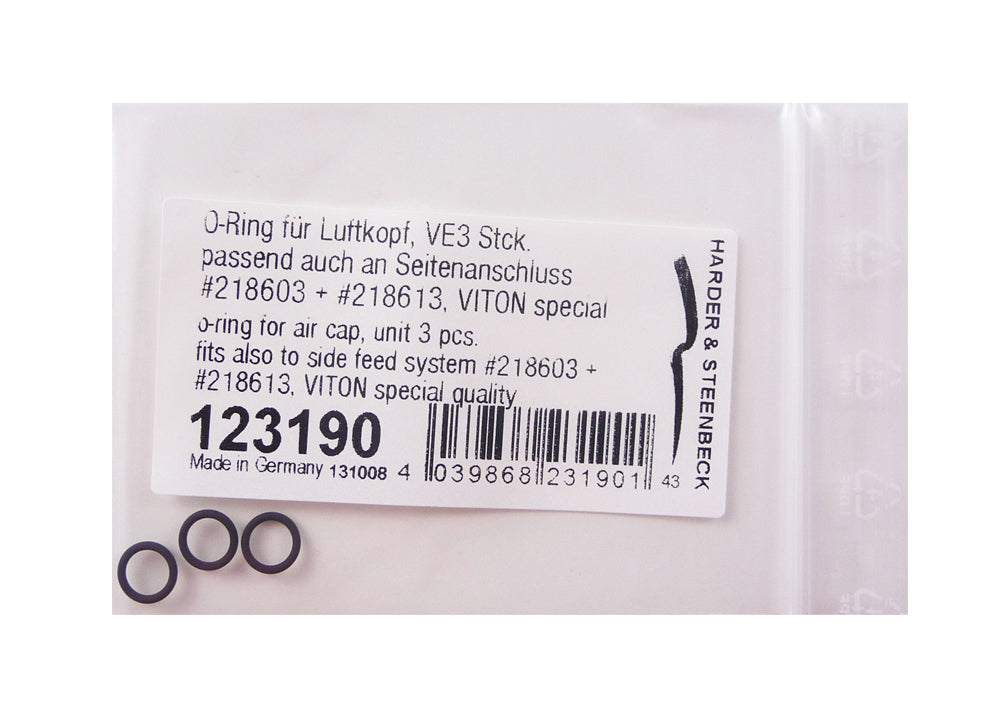 O-Ring für Luftkopf, VE3 Stck.
passend auch an Seitenanschluss
#218603 + #218613, VITON special
o-ring for air cap, unit 3 pcs.
fits also to side feed system #218603 +
#218613, VITON special quality
123190
Made in Germany 131008
4 039868 231901 43
HARDER & STEENBECK